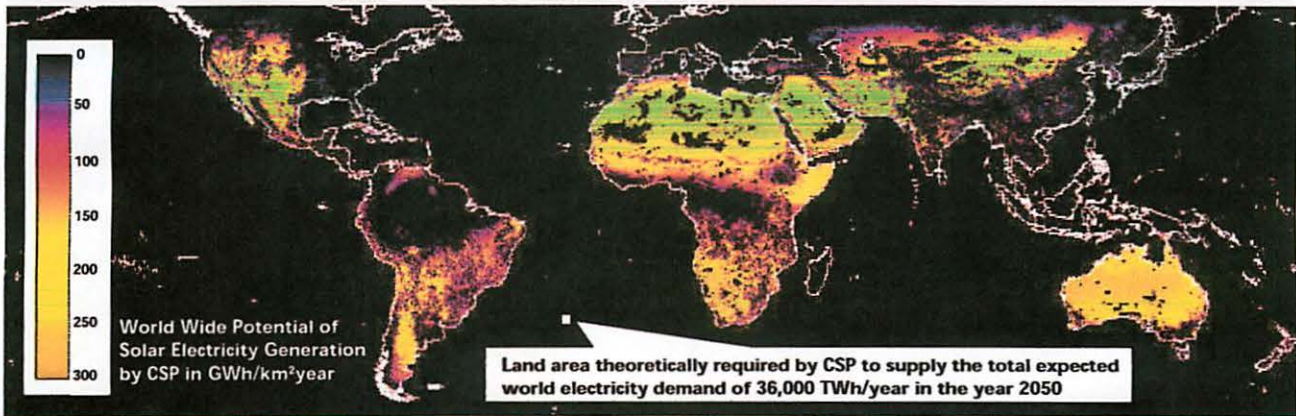 0
50
100
150
200
250
300
World Wide Potential of
Solar Electricity Generation
by CSP in GWh/km²year
Land area theoretically required by CSP to supply the total expected
world electricity demand of 36,000 TWh/year in the year 2050